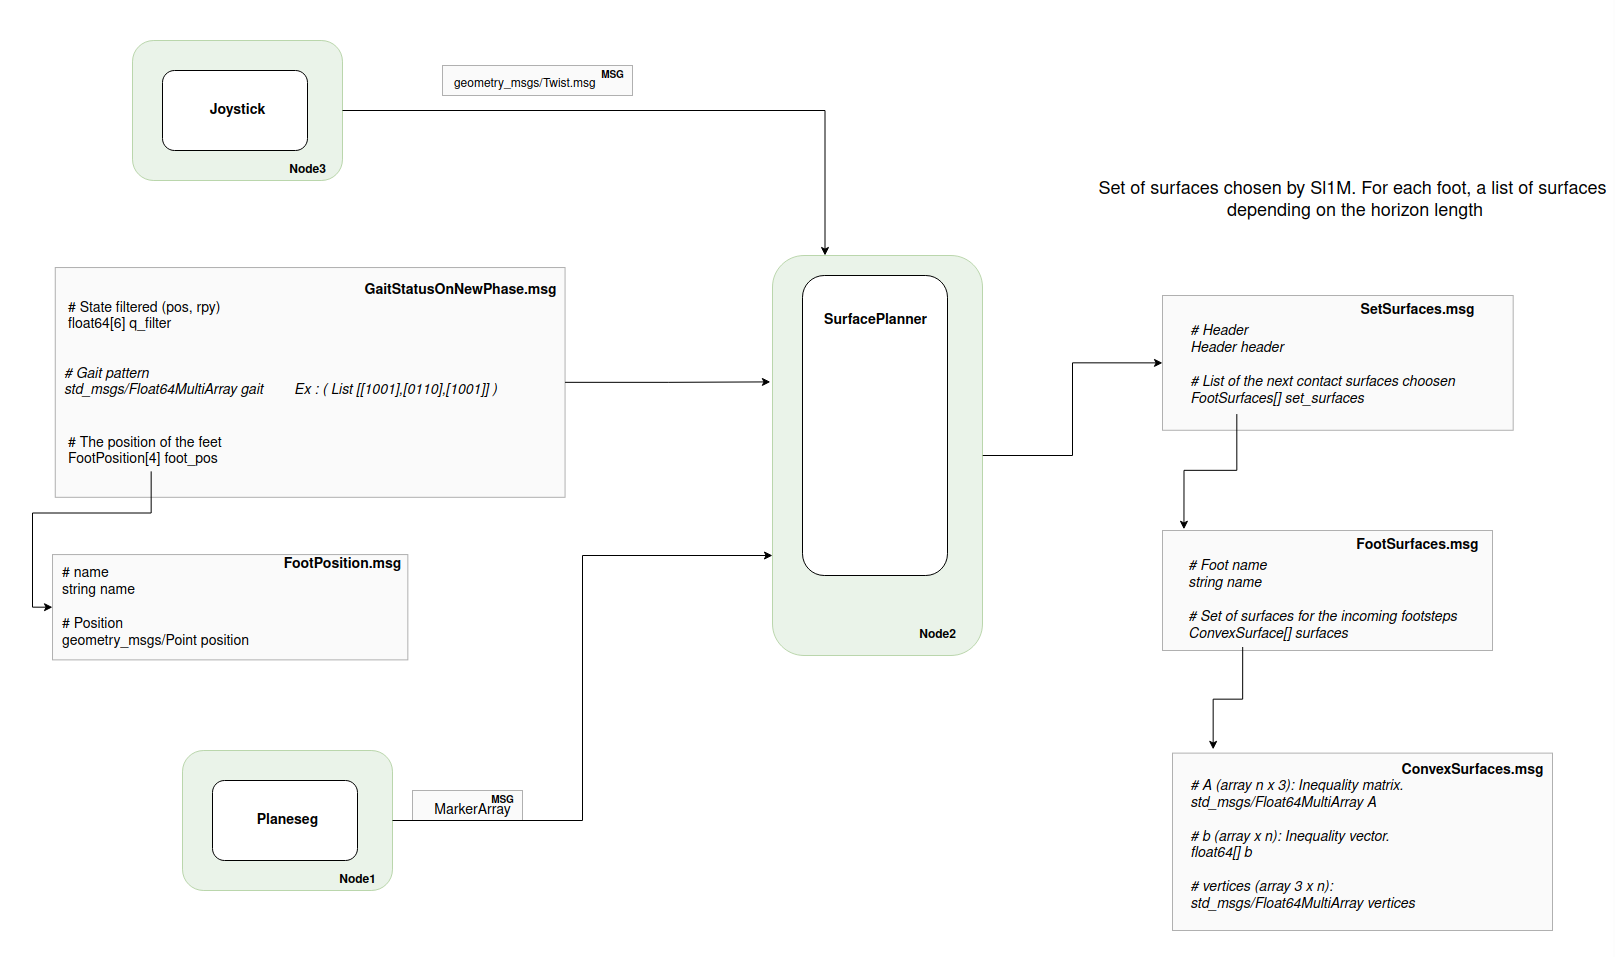 Joystick
Node3
MSG
geometry_msgs/Twist.msg
Set of surfaces chosen by Sl1M. For each foot, a list of surfaces
depending on the horizon length
GaitStatusOnNewPhase.msg
# State filtered (pos, rpy)
float64[6] q_filter
# Gait pattern
std_msgs/Float64MultiArray gait Ex : ( List [[1001],[0110],[1001]] )
# The position of the feet
FootPosition[4] foot_pos
FootPosition.msg
# name
string name
# Position
geometry_msgs/Point position
SurfacePlanner
Node2
Planeseg
Node1
MSG
MarkerArray
SetSurfaces.msg
# Header
Header header
# List of the next contact surfaces choosen
FootSurfaces[] set_surfaces
FootSurfaces.msg
# Foot name
string name
# Set of surfaces for the incoming footsteps
ConvexSurface[] surfaces
ConvexSurfaces.msg
# A (array n x 3): Inequality matrix.
std_msgs/Float64MultiArray A
# b (array x n): Inequality vector.
float64[] b
# vertices (array 3 x n):
std_msgs/Float64MultiArray vertices